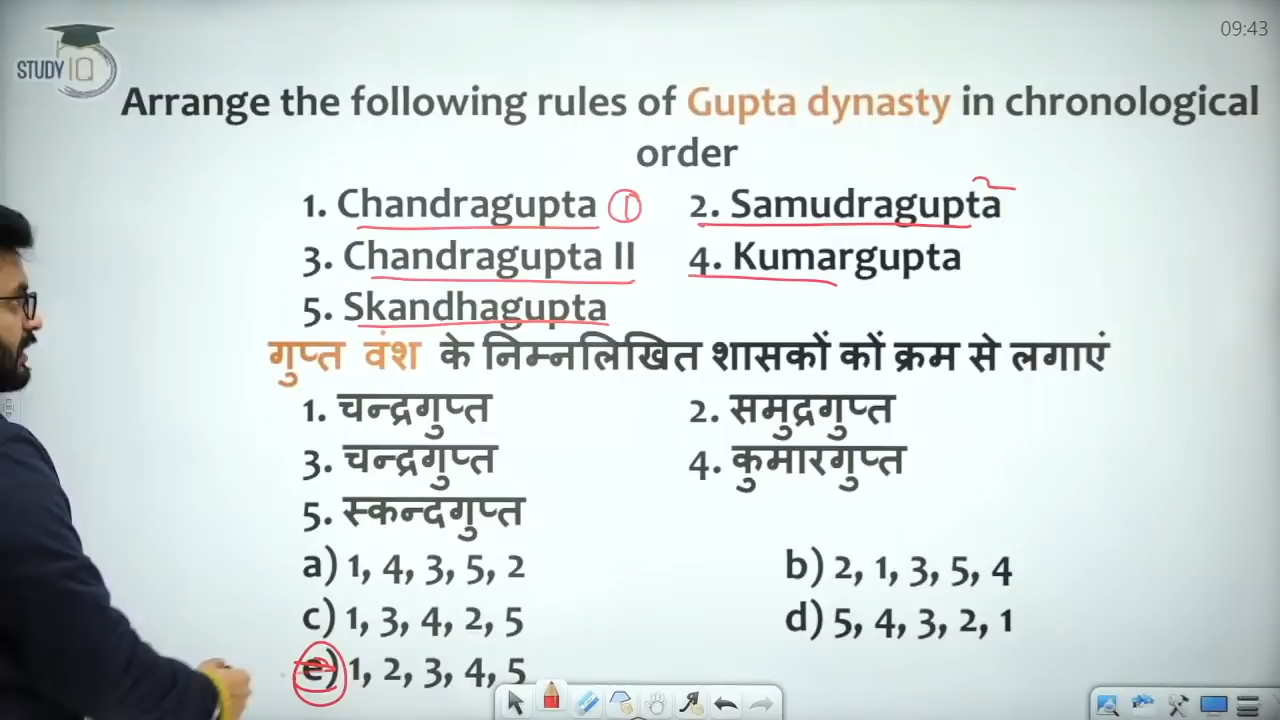 09:43
STUDY IQ
Arrange the following rules of Gupta dynasty in chronological
order
1. Chandragupta 1 2. Samudragupta
3. Chandragupta II 4. Kumargupta
5. Skandhagupta
गुप्त वंश के निम्नलिखित शासकों कों क्रम से लगाएं
1. चन्द्रगुप्त 2. समुद्रगुप्त
3. चन्द्रगुप्त 4. कुमारगुप्त
5. स्कन्दगुप्त
a) 1, 4, 3, 5, 2 b) 2, 1, 3, 5, 4
c) 1, 3, 4, 2, 5 d) 5, 4, 3, 2, 1
e) 1, 2, 3, 4, 5